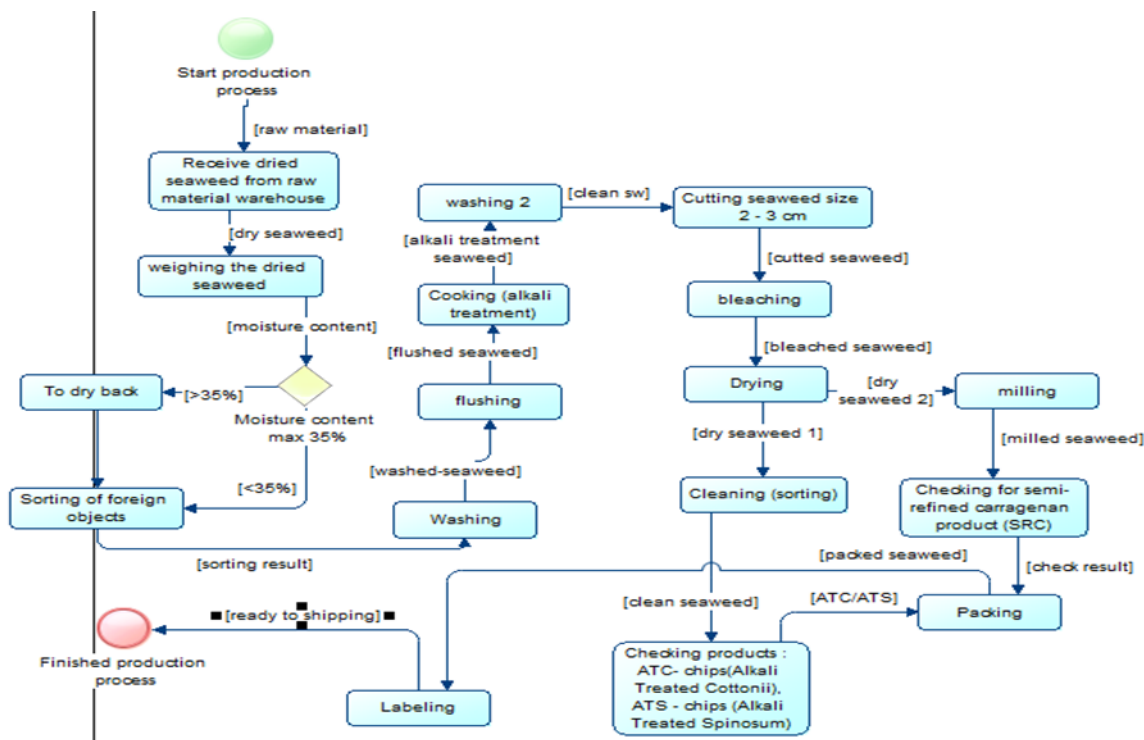 Start production
process
[raw material]
Receive dried
seaweed from raw
material warehouse
[dry seaweed]
weighing the dried
seaweed
[moisture content]
To dry back
[>35%]
Moisture content
max 35%
[<35%]
Sorting of foreign
objects
[sorting result]
Washing
[washed-seaweed]
flushing
[flushed seaweed]
Cooking (alkali
treatment)
[alkali treatment
seaweed]
washing 2
[clean sw]
Cutting seaweed size
2 - 3 cm
[cutted seaweed]
bleaching
[bleached seaweed]
Drying
[dry
seaweed 2]
milling
[dry seaweed 1]
[milled seaweed]
Cleaning (sorting)
Checking for semi-
refined carragenan
product (SRC)
[check result]
[clean seaweed]
Checking products :
ATC- chips(Alkali
Treated Cottonii),
ATS - chips (Alkali
Treated Spinosum)
[ATC/ATS]
Packing
[packed seaweed]
Labeling
[ready to shipping]
Finished production
process